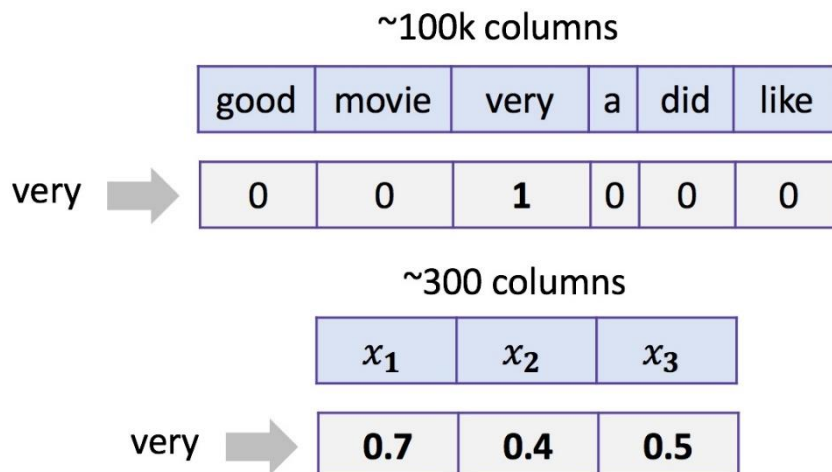 ~100k columns
good movie very a did like
very 0 0 1 0 0 0
~300 columns
x₁ x₂ x₃
very 0.7 0.4 0.5